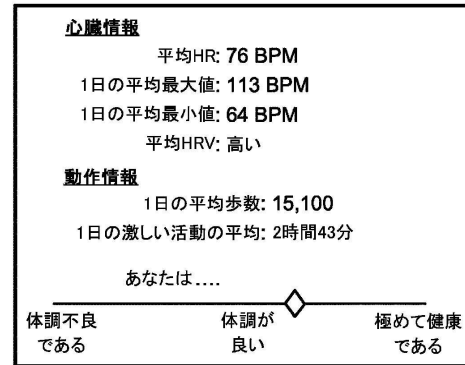 心臓情報
平均HR: 76 BPM
1日の平均最大値: 113 BPM
1日の平均最小値: 64 BPM
平均HRV: 高い
動作情報
1日の平均歩数: 15,100
1日の激しい活動の平均: 2時間43分
あなたは....
体調不良 体調が 極めて健康
である 良い である